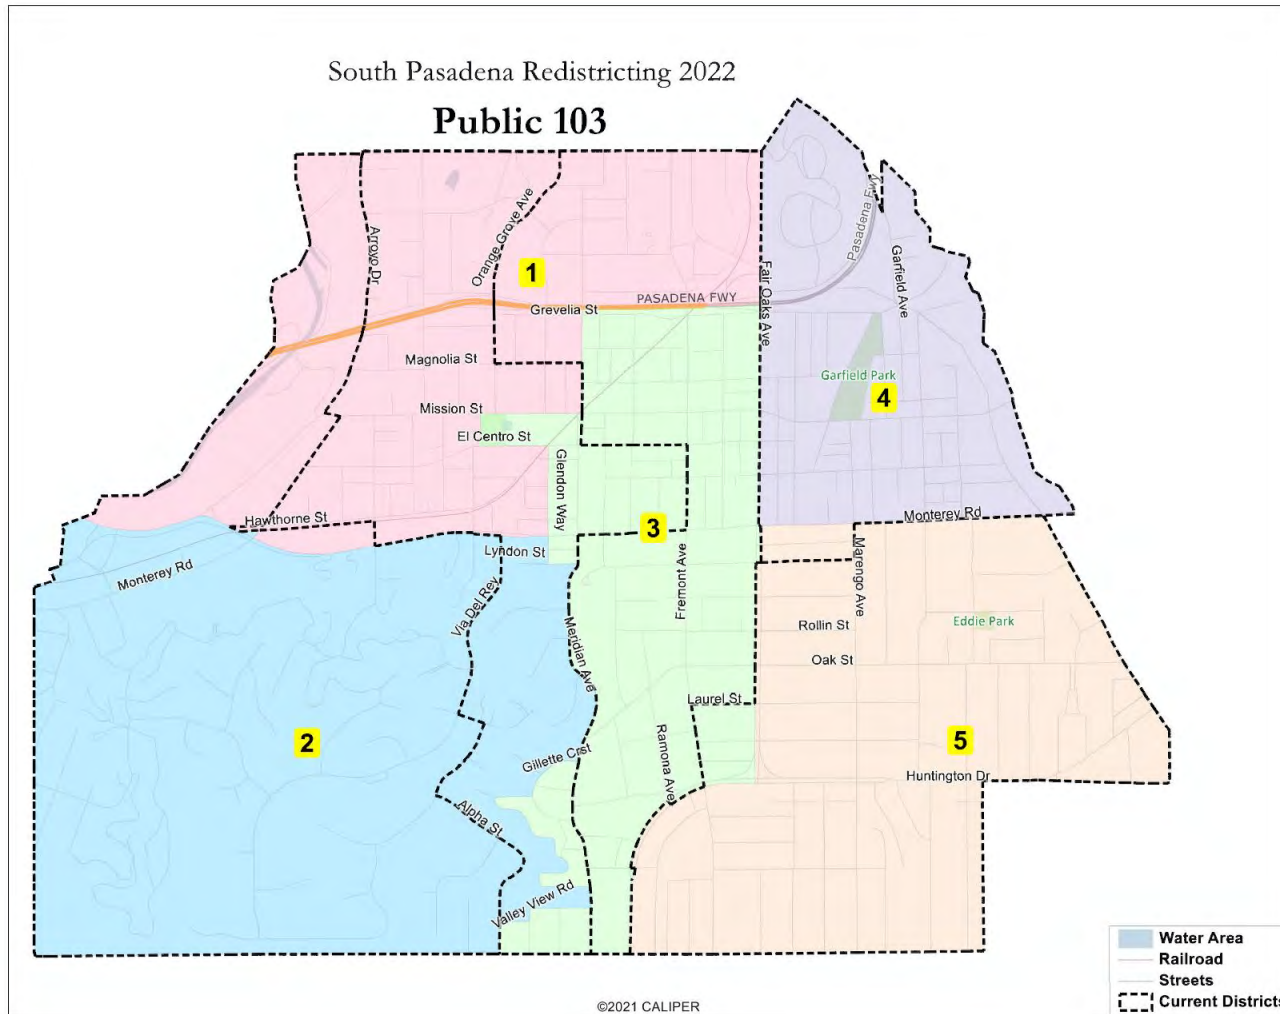 South Pasadena Redistricting 2022
Public 103
Arroyo Dr
Orange Grove Ave
1
Grevelia St
PASADENA FWY
Pasadena Fwy
Fair Oaks Ave
Garfield Ave
Magnolia St
Garfield Park
4
Mission St
El Centro St
Glendon Way
Hawthorne St
3
Monterey Rd
Lyndon St
Monterey Rd
Via Del Rey
Fremont Ave
Marengo Ave
Meridian Ave
Rollin St
Eddie Park
Oak St
Laurel St
2
Gillette Crst
Ramona Ave
5
Huntington Dr
Alpha St
Valley View Rd
Water Area
Railroad
Streets
Current Districts
©2021 CALIPER